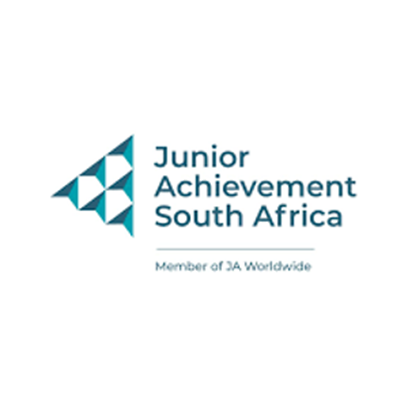 Junior
Achievement
South Africa
Member of JA Worldwide